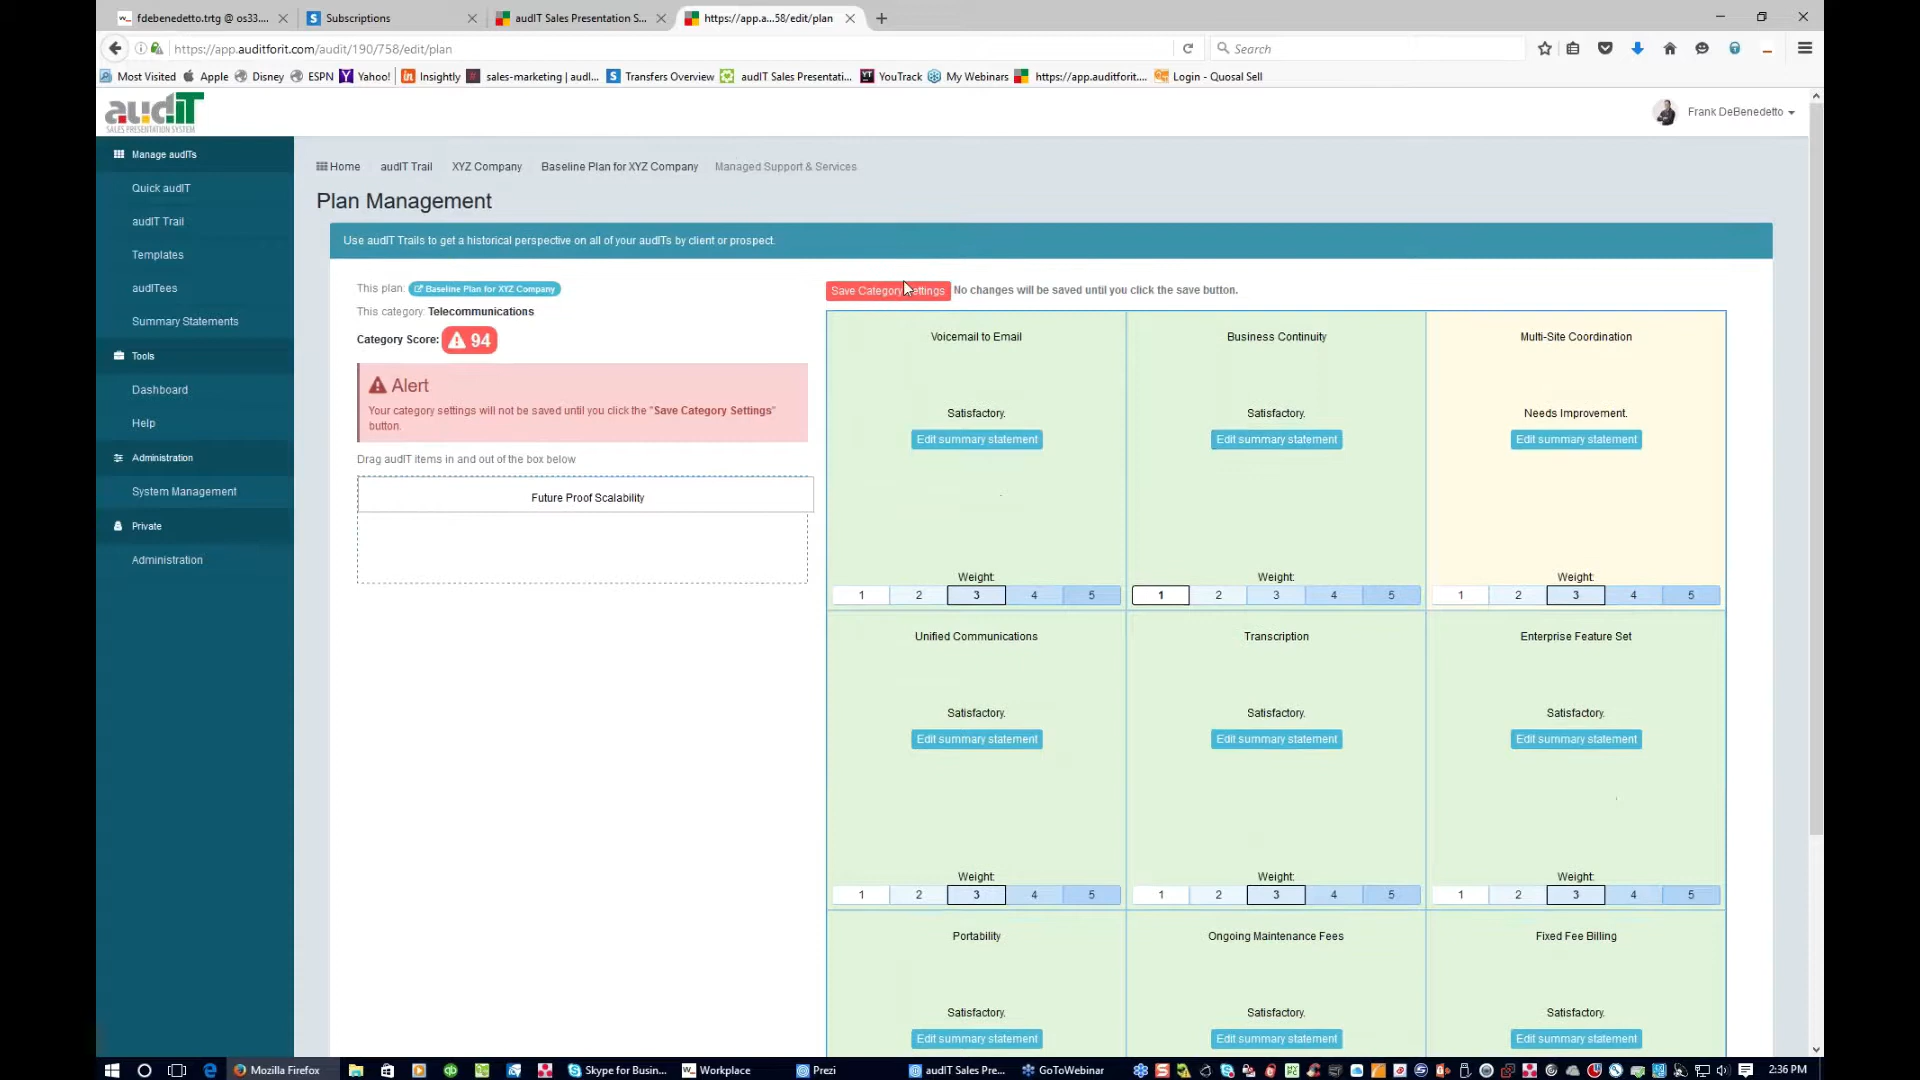 fdebenedetto.trtg @ os33....
Subscriptions
audIT Sales Presentation S...
https://app.a...58/edit/plan
https://app.auditforit.com/audit/190/758/edit/plan
Search
Most Visited
Apple
Disney
ESPN
Yahoo!
Insightly
sales-marketing | audI...
Transfers Overview
audIT Sales Presentati...
YouTrack
My Webinars
https://app.auditforit....
Login - Quosal Sell
audIT
SALES PRESENTATION SYSTEM
Frank DeBenedetto
Manage audITs
Quick audIT
audIT Trail
Templates
audITees
Summary Statements
Tools
Dashboard
Help
Administration
System Management
Private
Administration
Home audIT Trail XYZ Company Baseline Plan for XYZ Company Managed Support & Services
Plan Management
Use audIT Trails to get a historical perspective on all of your audITs by client or prospect.
This plan: Baseline Plan for XYZ Company
This category: Telecommunications
Category Score: 94
Alert
Your category settings will not be saved until you click the "Save Category Settings"
button.
Drag audIT items in and out of the box below
Future Proof Scalability
Save Category Settings No changes will be saved until you click the save button.
Voicemail to Email
Satisfactory.
Edit summary statement
Weight:
1 2 3 4 5
Business Continuity
Satisfactory.
Edit summary statement
Weight:
1 2 3 4 5
Multi-Site Coordination
Needs Improvement.
Edit summary statement
Weight:
1 2 3 4 5
Unified Communications
Satisfactory.
Edit summary statement
Weight:
1 2 3 4 5
Transcription
Satisfactory.
Edit summary statement
Weight:
1 2 3 4 5
Enterprise Feature Set
Satisfactory.
Edit summary statement
Weight:
1 2 3 4 5
Portability
Satisfactory.
Edit summary statement
Ongoing Maintenance Fees
Satisfactory.
Edit summary statement
Fixed Fee Billing
Satisfactory.
Edit summary statement
Mozilla Firefox
Skype for Busin...
Workplace
Prezi
audIT Sales Pre...
GoToWebinar
2:36 PM